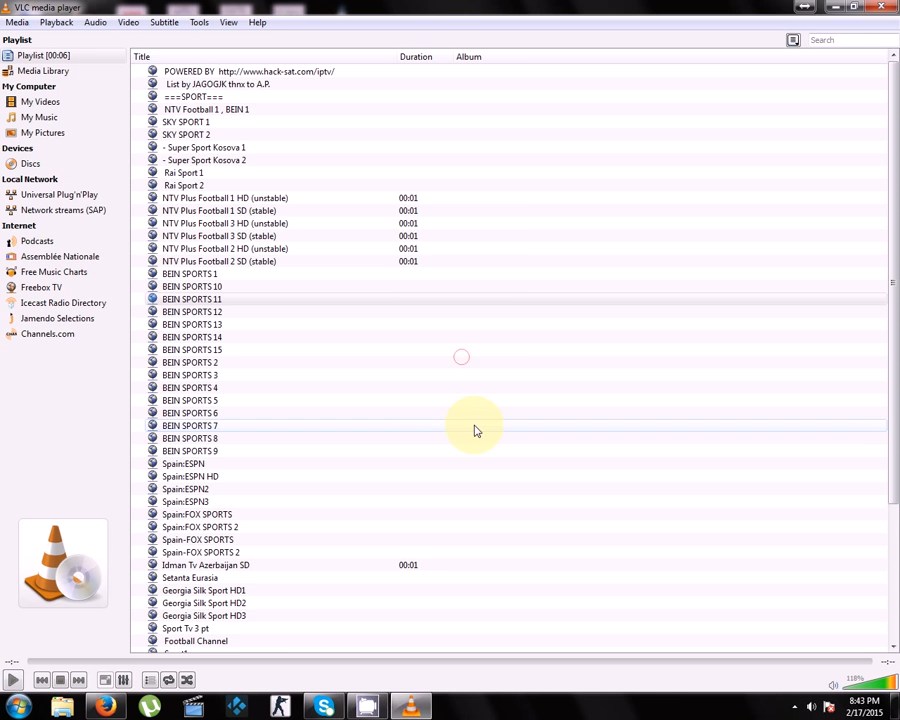 VLC media player
Media Playback Audio Video Subtitle Tools View Help
Playlist
Search
Playlist [00:06]
Media Library
My Computer
My Videos
My Music
My Pictures
Devices
Discs
Local Network
Universal Plug'n'Play
Network streams (SAP)
Internet
Podcasts
Assemblée Nationale
Free Music Charts
Freebox TV
Icecast Radio Directory
Jamendo Selections
Channels.com
Title Duration Album
POWERED BY http://www.hack-sat.com/iptv/
List by JAGOGJK thnx to A.P.
===SPORT===
NTV Football 1 , BEIN 1
SKY SPORT 1
SKY SPORT 2
- Super Sport Kosova 1
- Super Sport Kosova 2
Rai Sport 1
Rai Sport 2
NTV Plus Football 1 HD (unstable) 00:01
NTV Plus Football 1 SD (stable) 00:01
NTV Plus Football 3 HD (unstable) 00:01
NTV Plus Football 3 SD (stable) 00:01
NTV Plus Football 2 HD (unstable) 00:01
NTV Plus Football 2 SD (stable) 00:01
BEIN SPORTS 1
BEIN SPORTS 10
BEIN SPORTS 11
BEIN SPORTS 12
BEIN SPORTS 13
BEIN SPORTS 14
BEIN SPORTS 15
BEIN SPORTS 2
BEIN SPORTS 3
BEIN SPORTS 4
BEIN SPORTS 5
BEIN SPORTS 6
BEIN SPORTS 7
BEIN SPORTS 8
BEIN SPORTS 9
Spain:ESPN
Spain:ESPN HD
Spain:ESPN2
Spain:ESPN3
Spain:FOX SPORTS
Spain:FOX SPORTS 2
Spain-FOX SPORTS
Spain-FOX SPORTS 2
Idman Tv Azerbaijan SD 00:01
Setanta Eurasia
Georgia Silk Sport HD1
Georgia Silk Sport HD2
Georgia Silk Sport HD3
Sport Tv 3 pt
Football Channel
--:-- --:--
118%
8:43 PM
2/17/2015